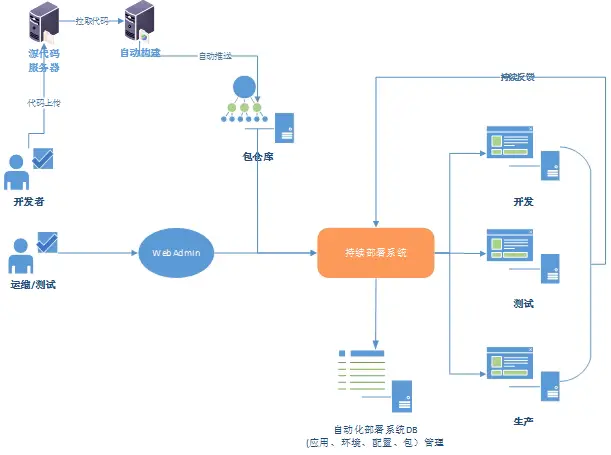 拉取代码
源代码
服务器
自动构建
自动推送
持续反馈
代码上传
包仓库
开发者
开发
WebAdmin
持续部署系统
运缩/测试
测试
自动化部署系统DB
{应用、环境、配置、包）管理
生产